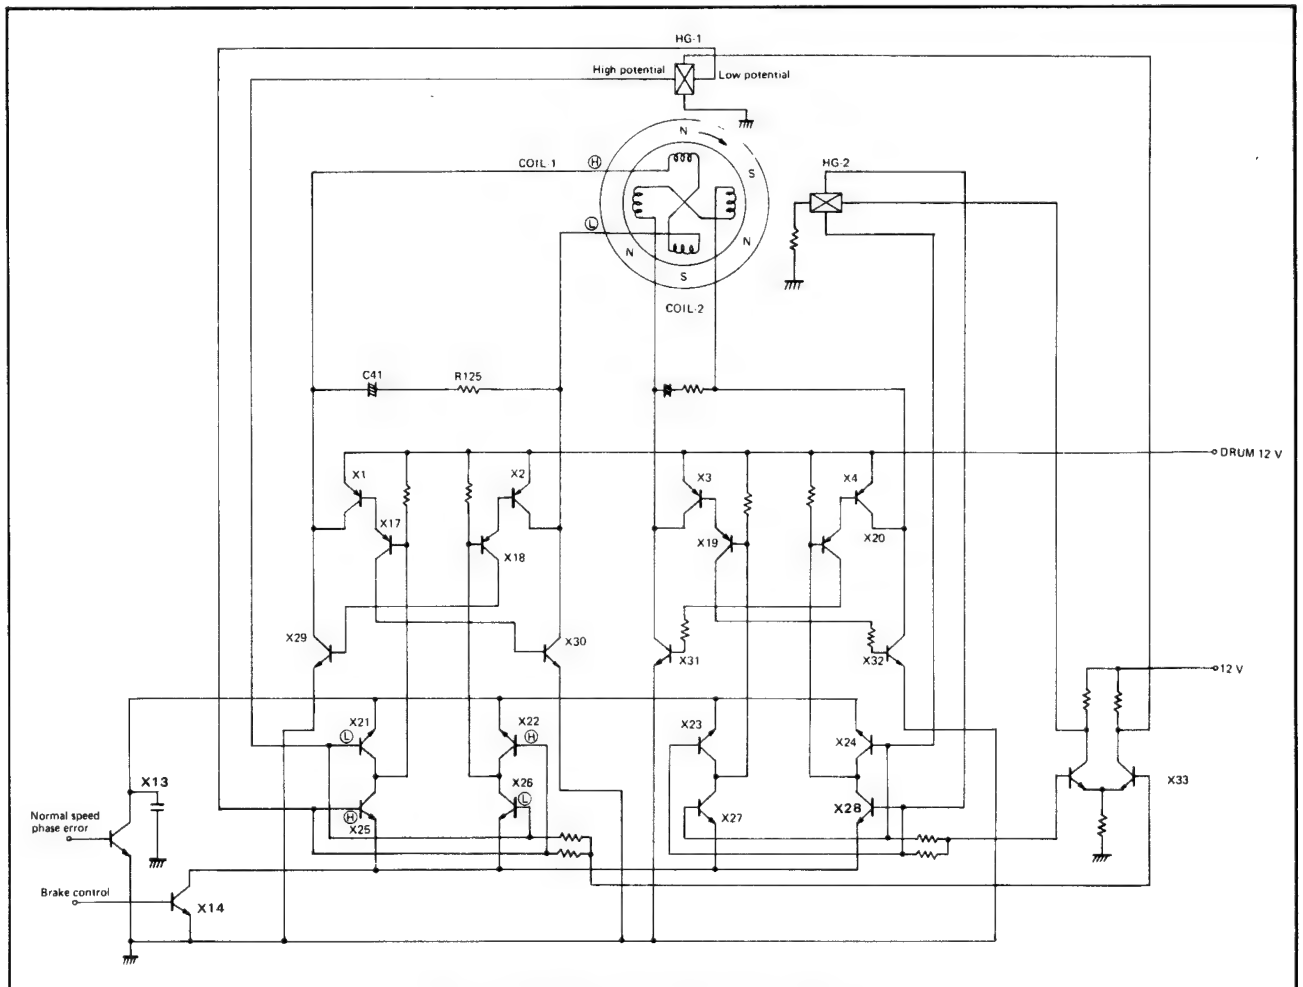 HG-1
High potential
Low potential
N
COIL-1
H
S
HG-2
L
N
N
S
COIL-2
C41
R125
X1
X2
X3
X4
DRUM 12 V
X17
X18
X19
X20
X29
X30
X31
X32
12 V
X21
L
X22
H
X23
X24
X13
X26
L
X33
Normal speed
phase error
H
X25
X27
X28
Brake control
X14